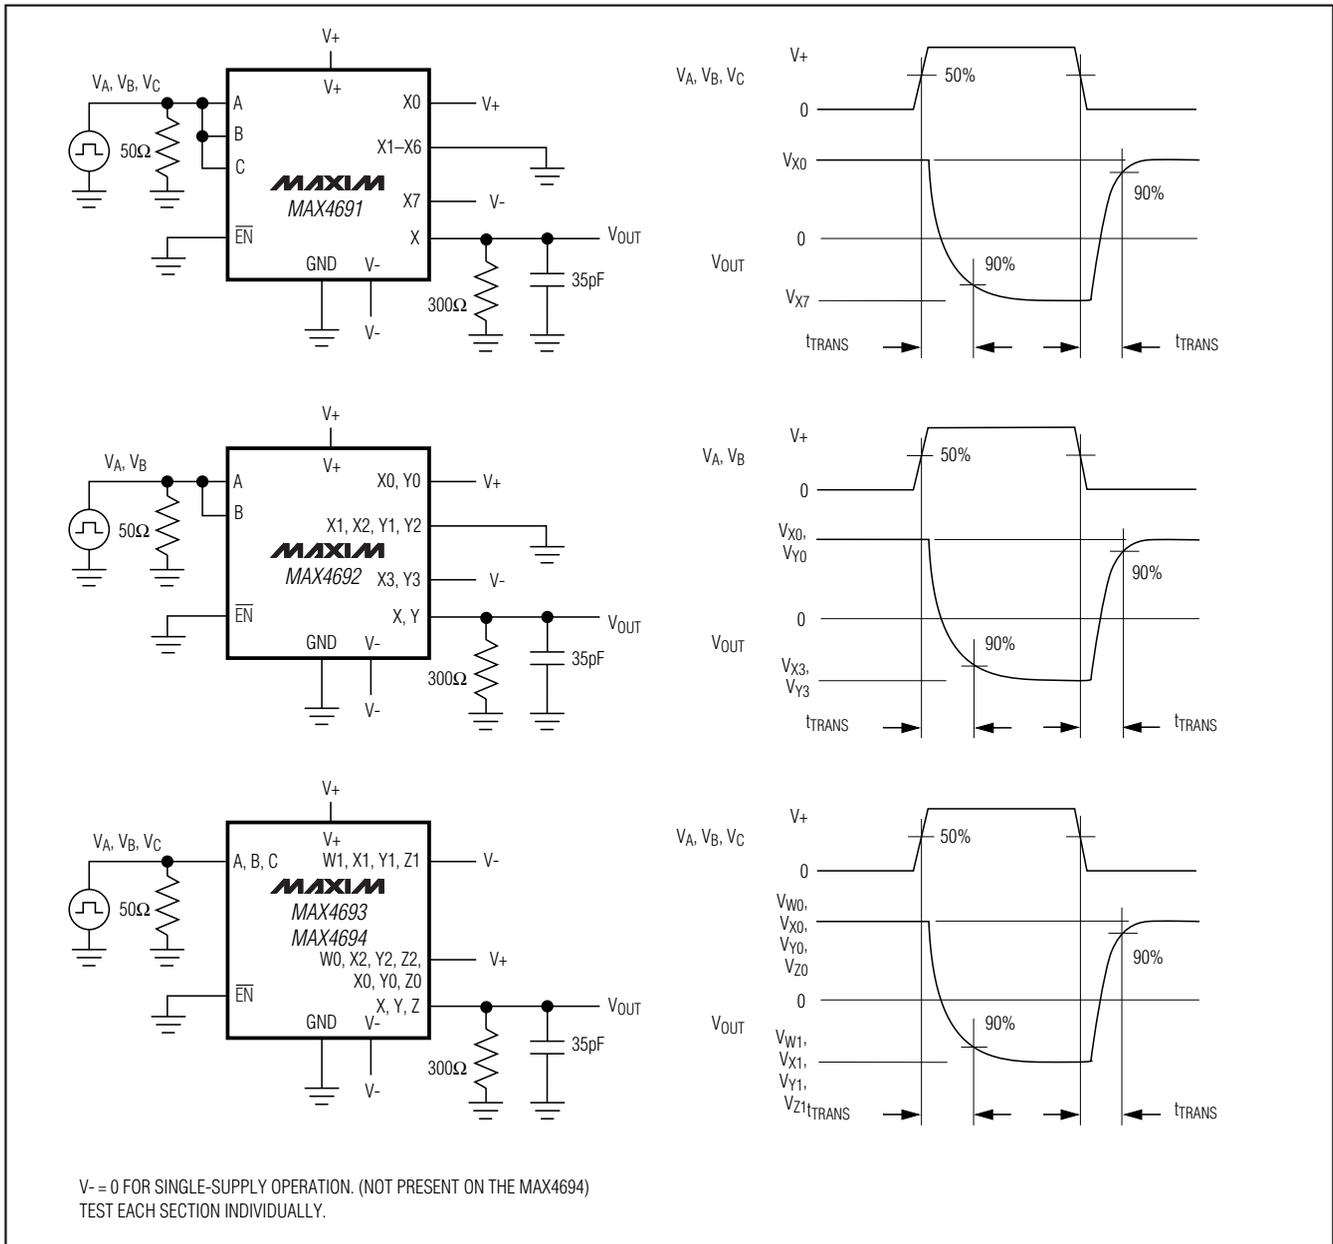 V+
VA, VB, VC
50Ω
V+
A
B
C
EN
X0
X1–X6
MAXIM
MAX4691
X7
X
GND
V-
V+
V-
V-
VOUT
300Ω
35pF
VA, VB, VC
V+
0
50%
VX0
0
VOUT
VX7
90%
90%
tTRANS
tTRANS
V+
VA, VB
50Ω
V+
A
B
EN
X0, Y0
X1, X2, Y1, Y2
MAXIM
MAX4692
X3, Y3
X, Y
GND
V-
V+
V-
V-
VOUT
300Ω
35pF
VA, VB
V+
0
50%
VX0,
VY0
0
VOUT
VX3,
VY3
90%
90%
tTRANS
tTRANS
V+
VA, VB, VC
50Ω
V+
A, B, C
EN
W1, X1, Y1, Z1
MAXIM
MAX4693
MAX4694
W0, X2, Y2, Z2,
X0, Y0, Z0
X, Y, Z
GND
V-
V-
V+
V-
VOUT
300Ω
35pF
VA, VB, VC
V+
0
50%
VW0,
VX0,
VY0,
VZ0
0
VOUT
VW1,
VX1,
VY1,
VZ1
90%
90%
tTRANS
tTRANS
V- = 0 FOR SINGLE-SUPPLY OPERATION. (NOT PRESENT ON THE MAX4694)
TEST EACH SECTION INDIVIDUALLY.